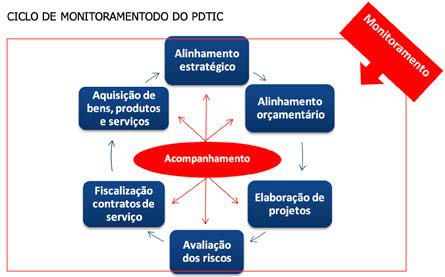 CICLO DE MONITORAMENTODO DO PDTIC
Monitoramento
Alinhamento
estratégico
Aquisição de
bens, produtos
e serviços
Alinhamento
orçamentário
Acompanhamento
Fiscalização
contratos de
serviço
Elaboração de
projetos
Avaliação
dos riscos